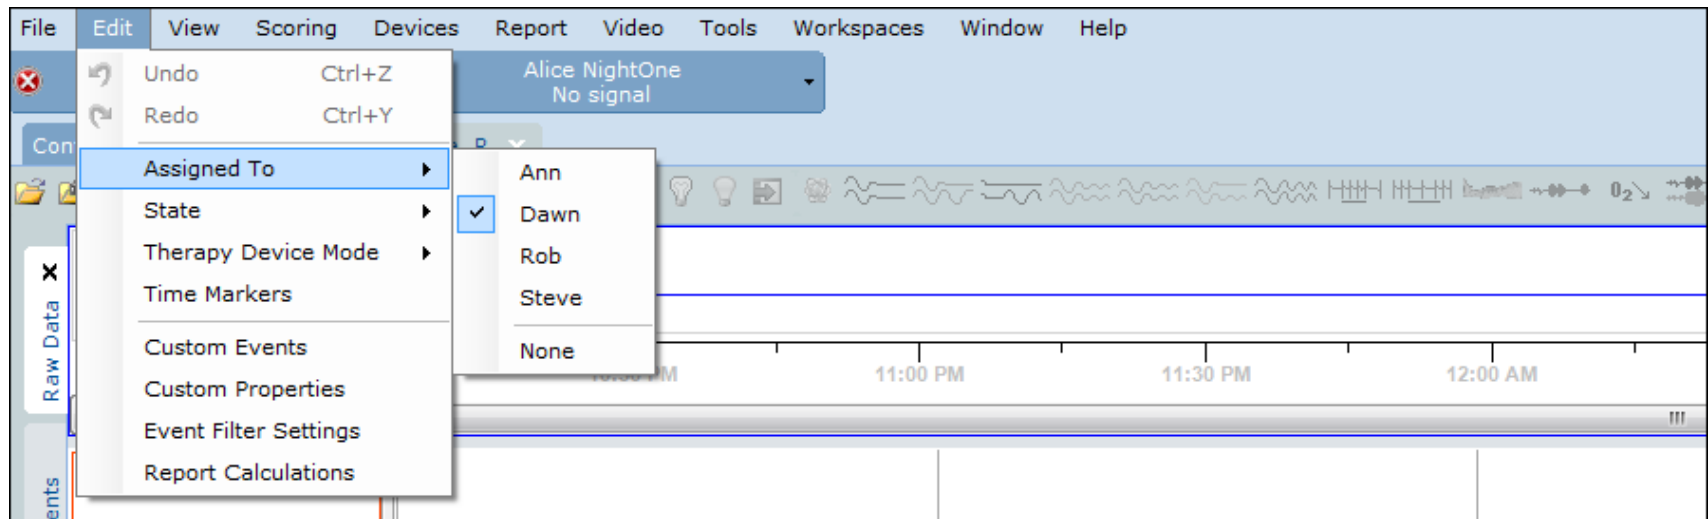 File Edit View Scoring Devices Report Video Tools Workspaces Window Help
Undo Ctrl+Z
Redo Ctrl+Y
Alice NightOne
No signal
Assigned To
State
Therapy Device Mode
Time Markers
Custom Events
Custom Properties
Event Filter Settings
Report Calculations
Ann
Dawn
Rob
Steve
None
O2
Raw Data
11:00 PM 11:30 PM 12:00 AM